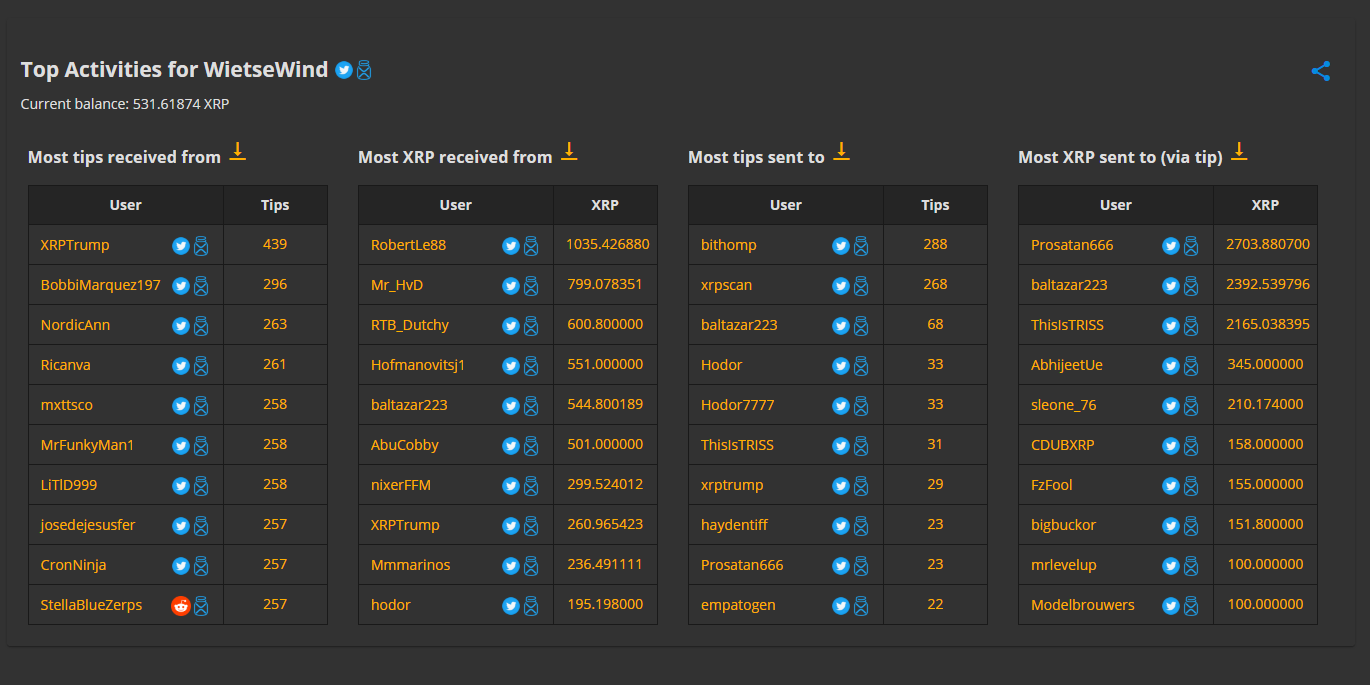 Top Activities for WietseWind
Current balance: 531.61874 XRP
Most tips received from
User Tips
XRPTrump 439
BobbiMarquez197 296
NordicAnn 263
Ricanva 261
mxttsco 258
MrFunkyMan1 258
LiTlD999 258
josedejesusfer 257
CronNinja 257
StellaBlueZerps 257
Most XRP received from
User XRP
RobertLe88 1035.426880
Mr_HvD 799.078351
RTB_Dutchy 600.800000
Hofmanovitsj1 551.000000
baltazar223 544.800189
AbuCobby 501.000000
nixerFFM 299.524012
XRPTrump 260.965423
Mmmarinos 236.491111
hodor 195.198000
Most tips sent to
User Tips
bithomp 288
xrpscan 268
baltazar223 68
Hodor 33
Hodor7777 33
ThisIsTRISS 31
xrptrump 29
haydentiff 23
Prosatan666 23
empatogen 22
Most XRP sent to (via tip)
User XRP
Prosatan666 2703.880700
baltazar223 2392.539796
ThisIsTRISS 2165.038395
AbhijeetUe 345.000000
sleone_76 210.174000
CDUBXRP 158.000000
FzFool 155.000000
bigbuckor 151.800000
mrlevelup 100.000000
Modelbrouwers 100.000000